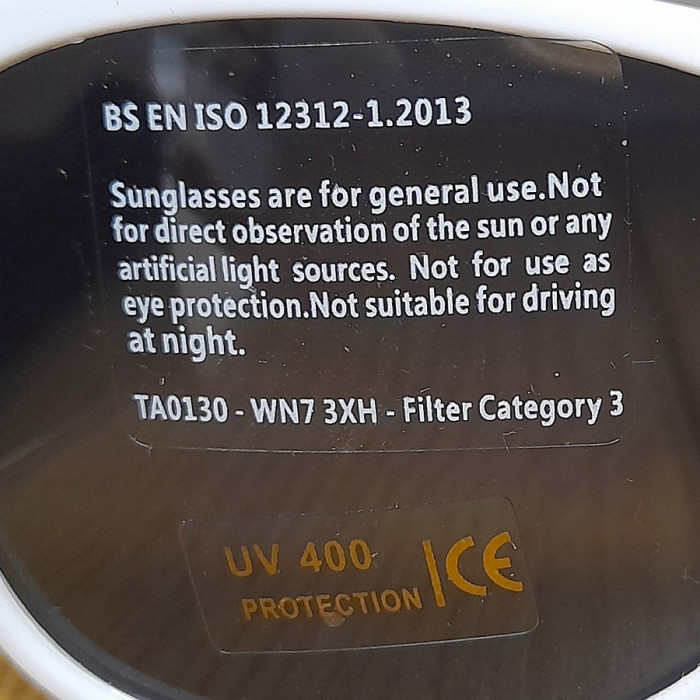 BS EN ISO 12312-1.2013
Sunglasses are for general use.Not
for direct observation of the sun or any
artificial light sources. Not for use as
eye protection.Not suitable for driving
at night.
TA0130 - WN7 3XH - Filter Category 3
UV 400
PROTECTION
CE